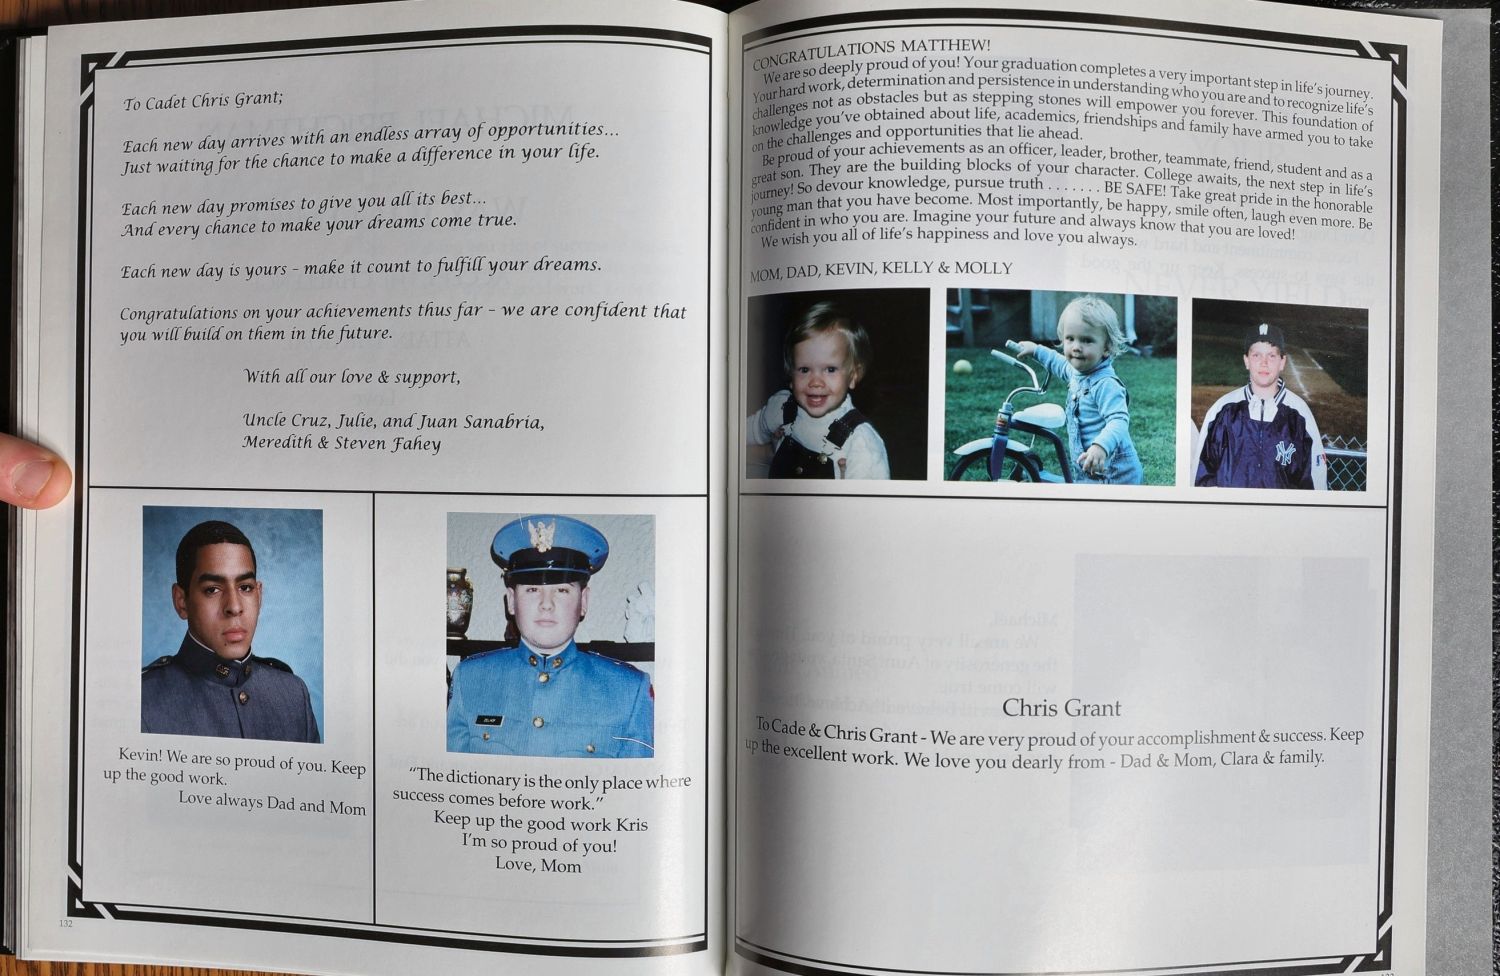 To Cadet Chris Grant;
Each new day arrives with an endless array of opportunities...
Just waiting for the chance to make a difference in your life.
Each new day promises to give you all its best...
And every chance to make your dreams come true.
Each new day is yours - make it count to fulfill your dreams.
Congratulations on your achievements thus far - we are confident that
you will build on them in the future.
With all our love & support,
Uncle Cruz, Julie, and Juan Sanabria,
Meredith & Steven Fahey
Kevin! We are so proud of you. Keep
up the good work.
Love always Dad and Mom
"The dictionary is the only place where
success comes before work."
Keep up the good work Kris
I'm so proud of you!
Love, Mom
132
CONGRATULATIONS MATTHEW!
We are so deeply proud of you! Your graduation completes a very important step in life's journey.
Your hard work, determination and persistence in understanding who you are and to recognize life's
challenges not as obstacles but as stepping stones will empower you forever. This foundation of
knowledge you've obtained about life, academics, friendships and family have armed you to take
on the challenges and opportunities that lie ahead.
Be proud of your achievements as an officer, leader, brother, teammate, friend, student and as a
great son. They are the building blocks of your character. College awaits, the next step in life's
journey! So devour knowledge, pursue truth . . . . . . . BE SAFE! Take great pride in the honorable
young man that you have become. Most importantly, be happy, smile often, laugh even more. Be
confident in who you are. Imagine your future and always know that you are loved!
We wish you all of life's happiness and love you always.
MOM, DAD, KEVIN, KELLY & MOLLY
W
NY
Chris Grant
To Cade & Chris Grant - We are very proud of your accomplishment & success. Keep
up the excellent work. We love you dearly from - Dad & Mom, Clara & family.